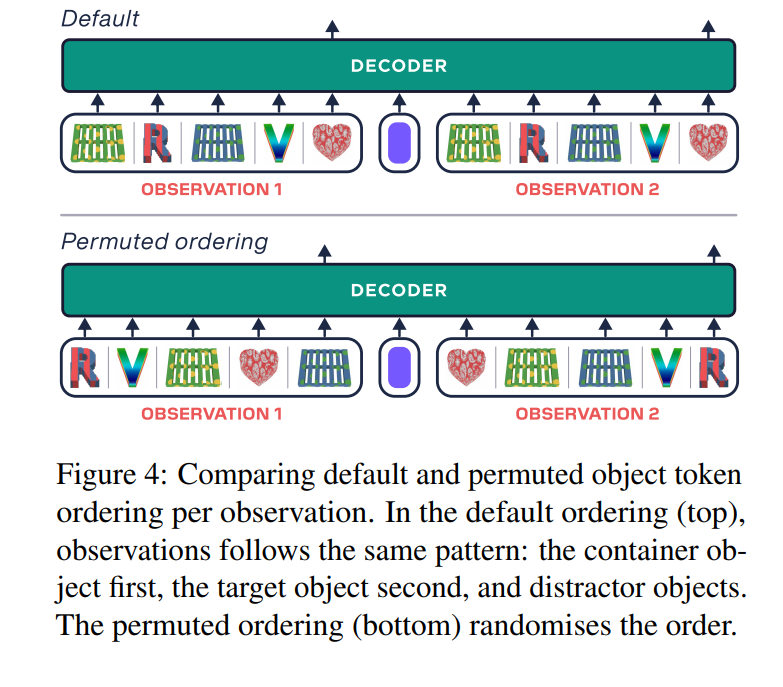 Default
DECODER
OBSERVATION 1
OBSERVATION 2
Permuted ordering
DECODER
OBSERVATION 1
OBSERVATION 2
Figure 4: Comparing default and permuted object token
ordering per observation. In the default ordering (top),
observations follows the same pattern: the container ob-
ject first, the target object second, and distractor objects.
The permuted ordering (bottom) randomises the order.